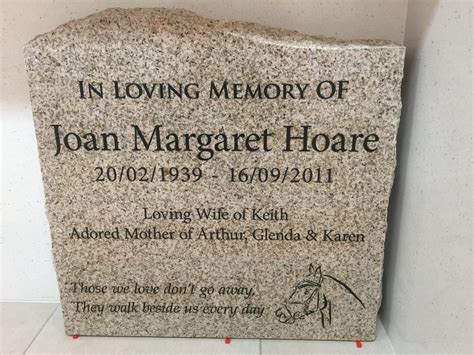 IN LOVING MEMORY OF
Joan Margaret Hoare
20/02/1939 - 16/09/2011
Loving Wife of Keith
Adored Mother of Arthur, Glenda & Karen
Those we love don't go away,
They walk beside us every day